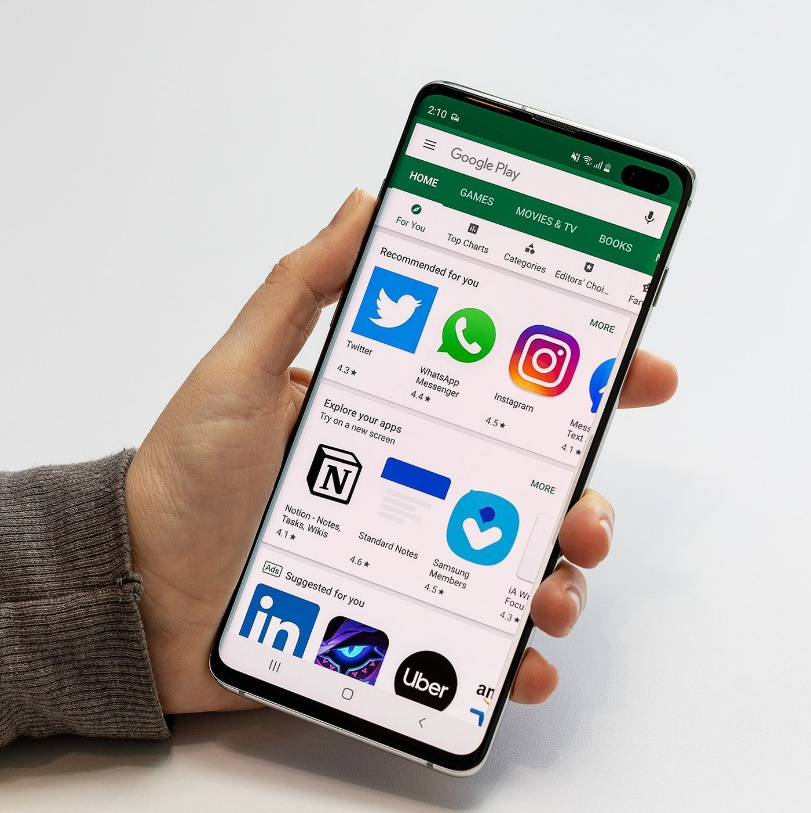 2:10
Google Play
HOME
GAMES
MOVIES & TV
BOOKS
For You
Top Charts
Categories
Editors' Choi...
Recommended for you
MORE
Twitter
4.3★
WhatsApp
Messenger
4.4★
Instagram
4.5★
Mess
Text
4.1★
Explore your apps
Try on a new screen
MORE
N
Notion - Notes,
Tasks, Wikis
4.1★
Standard Notes
4.6★
Samsung
Members
4.5★
iA W
Focu
4.3★
Ads
Suggested for you
in
Uber